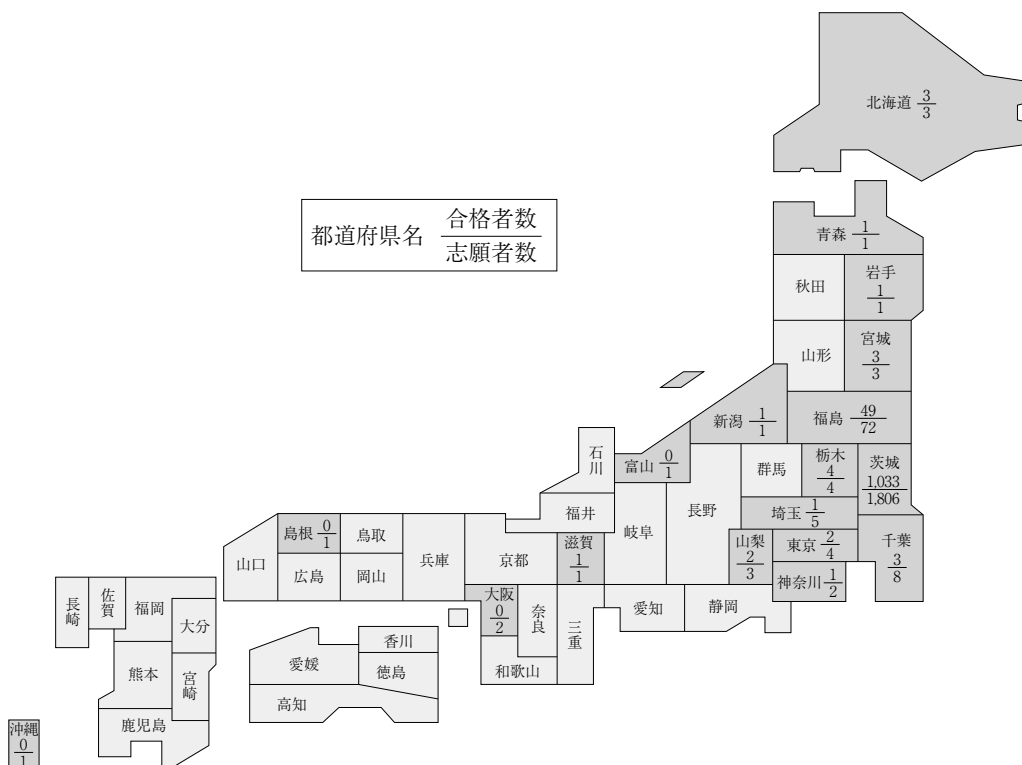 北海道 3/3
都道府県名 合格者数/志願者数
青森 1/1
秋田
岩手
1/1
山形
宮城
3/3
新潟 1/1
福島 49/72
石川
富山 0/1
群馬
栃木
4/4
茨城
1,033/1,806
長野
福井
岐阜
埼玉 1/5
島根 0/1
鳥取
兵庫
京都
滋賀
1/1
山梨
2/3
東京 2/4
千葉
3/8
山口
広島
岡山
神奈川 1/2
長崎
佐賀
福岡
大分
大阪
0/2
奈良
三重
愛知
静岡
香川
愛媛
徳島
和歌山
熊本
宮崎
高知
鹿児島
沖縄
0/1